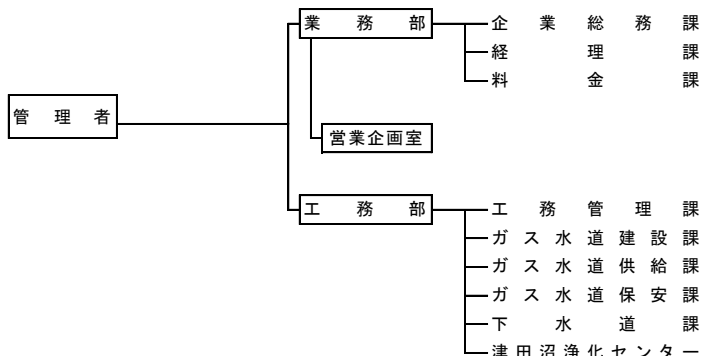 業務部
企業総務課
経理課
料金課
管理者
営業企画室
工務部
工務管理課
ガス水道建設課
ガス水道供給課
ガス水道保安課
下水道課
津田沼浄化センター